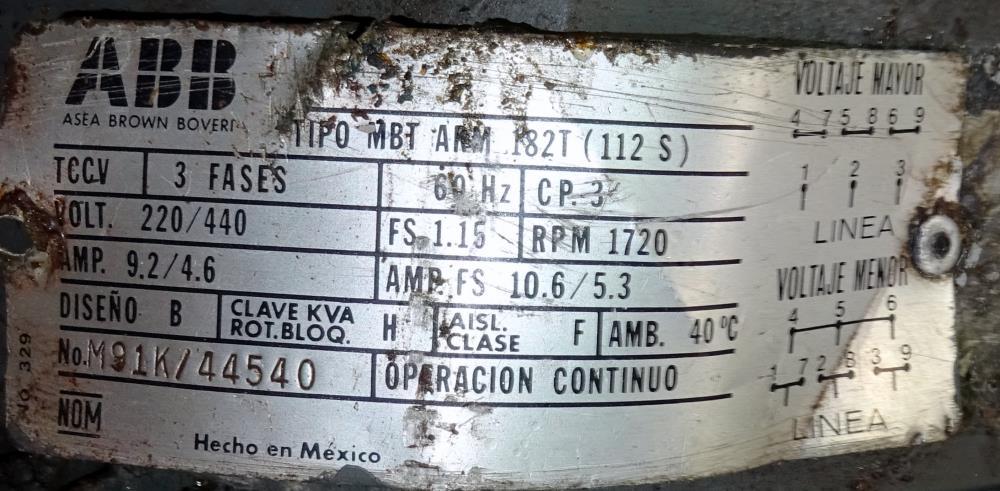 ABB
ASEA BROWN BOVERI
TIPO MBT ARM 182T (112 S)
TCCV 3 FASES 60 Hz CP. 3
VOLT. 220/440 FS 1.15 RPM 1720
AMP. 9.2/4.6 AMP. FS 10.6/5.3
DISEÑO B CLAVE KVA ROT.BLOQ. H AISL. CLASE F AMB. 40°C
No. M91K/44540 OPERACION CONTINUO
NOM
Hecho en México
No. 329
VOLTAJE MAYOR
4 7 5 8 6 9
1 2 3
LINEA
VOLTAJE MENOR
4 5 6
1 7 2 8 3 9
LINEA